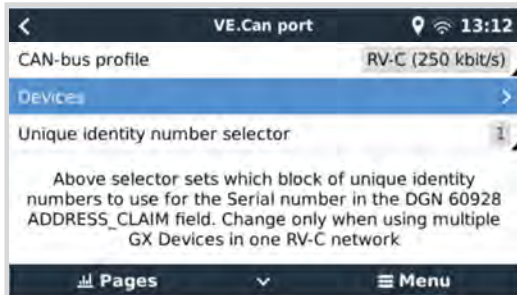 VE.Can port 13:12
CAN-bus profile RV-C (250 kbit/s)
Devices
Unique identity number selector 1
Above selector sets which block of unique identity
numbers to use for the Serial number in the DGN 60928
ADDRESS_CLAIM field. Change only when using multiple
GX Devices in one RV-C network
Pages Menu